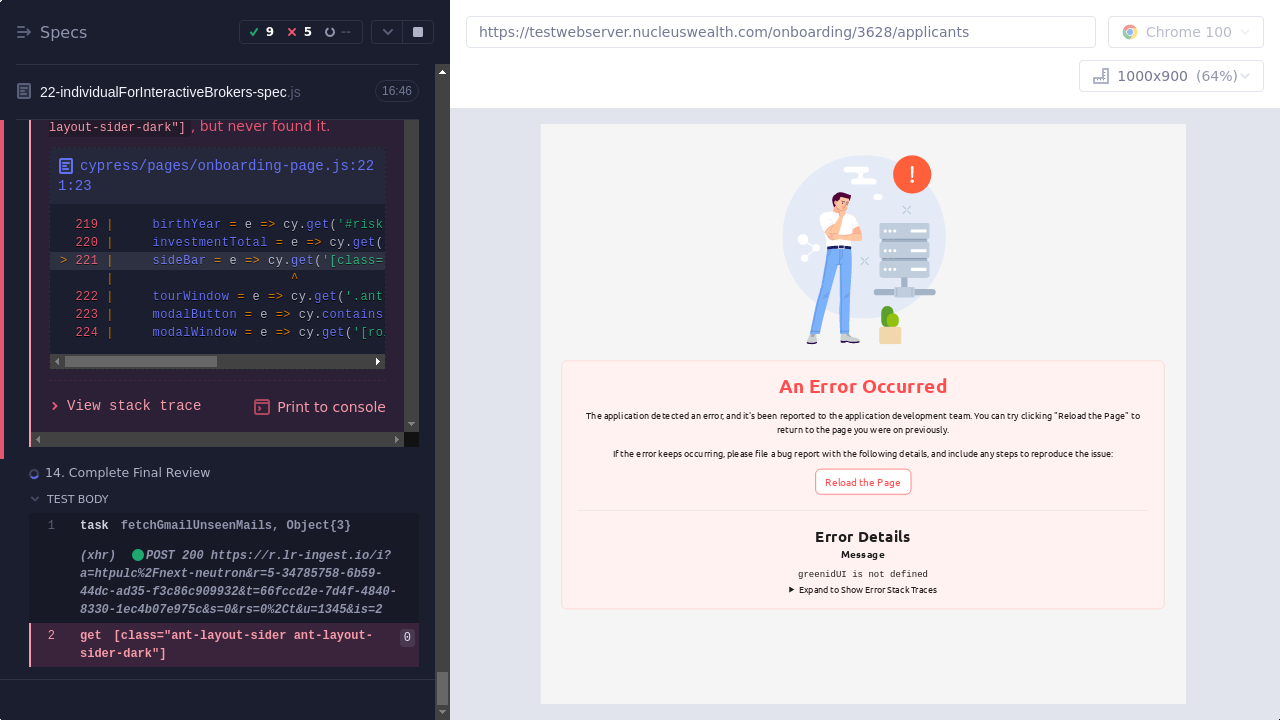 Specs
9 5 --
22-individualForInteractiveBrokers-spec.js 16:46
layout-sider-dark"] , but never found it.
cypress/pages/onboarding-page.js:22
1:23
219 | birthYear = e => cy.get('#risk
220 | investmentTotal = e => cy.get(
> 221 | sideBar = e => cy.get('[class=
| ^
222 | tourWindow = e => cy.get('.ant
223 | modalButton = e => cy.contains
224 | modalWindow = e => cy.get('[ro
View stack trace
Print to console
14. Complete Final Review
TEST BODY
1 task fetchGmailUnseenMails, Object{3}
(xhr) POST 200 https://r.lr-ingest.io/i?
a=htpulc%2Fnext-neutron&r=5-34785758-6b59-
44dc-ad35-f3c86c909932&t=66fccd2e-7d4f-4840-
8330-1ec4b07e975c&s=0&rs=0%2Ct&u=1345&is=2
2 get [class="ant-layout-sider ant-layout- 0
sider-dark"]
https://testwebserver.nucleuswealth.com/onboarding/3628/applicants
Chrome 100
1000x900 (64%)
!
An Error Occurred
The application detected an error, and it's been reported to the application development team. You can try clicking "Reload the Page" to
return to the page you were on previously.
If the error keeps occurring, please file a bug report with the following details, and include any steps to reproduce the issue:
Reload the Page
Error Details
Message
greenidUI is not defined
Expand to Show Error Stack Traces